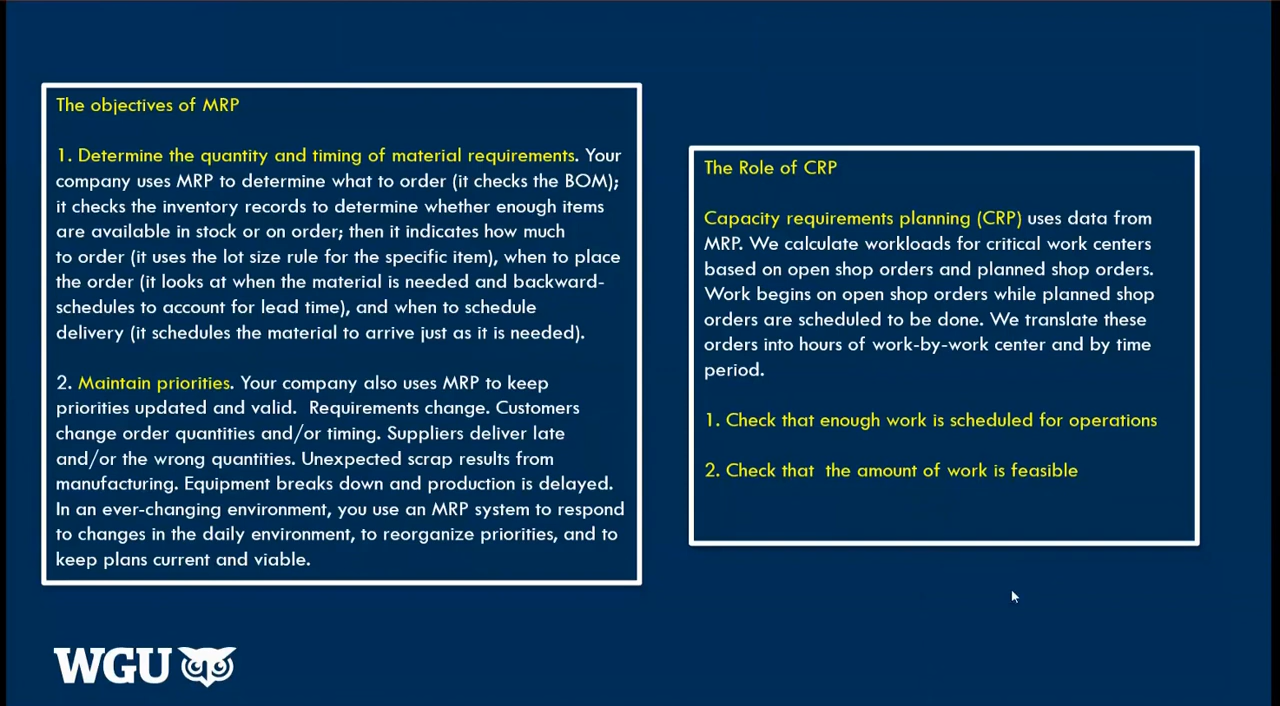 The objectives of MRP
1. Determine the quantity and timing of material requirements. Your
company uses MRP to determine what to order (it checks the BOM);
it checks the inventory records to determine whether enough items
are available in stock or on order; then it indicates how much
to order (it uses the lot size rule for the specific item), when to place
the order (it looks at when the material is needed and backward-
schedules to account for lead time), and when to schedule
delivery (it schedules the material to arrive just as it is needed).
2. Maintain priorities. Your company also uses MRP to keep
priorities updated and valid.  Requirements change. Customers
change order quantities and/or timing. Suppliers deliver late
and/or the wrong quantities. Unexpected scrap results from
manufacturing. Equipment breaks down and production is delayed.
In an ever-changing environment, you use an MRP system to respond
to changes in the daily environment, to reorganize priorities, and to
keep plans current and viable.
The Role of CRP
Capacity requirements planning (CRP) uses data from
MRP. We calculate workloads for critical work centers
based on open shop orders and planned shop orders.
Work begins on open shop orders while planned shop
orders are scheduled to be done. We translate these
orders into hours of work-by-work center and by time
period.
1. Check that enough work is scheduled for operations
2. Check that  the amount of work is feasible
WGU